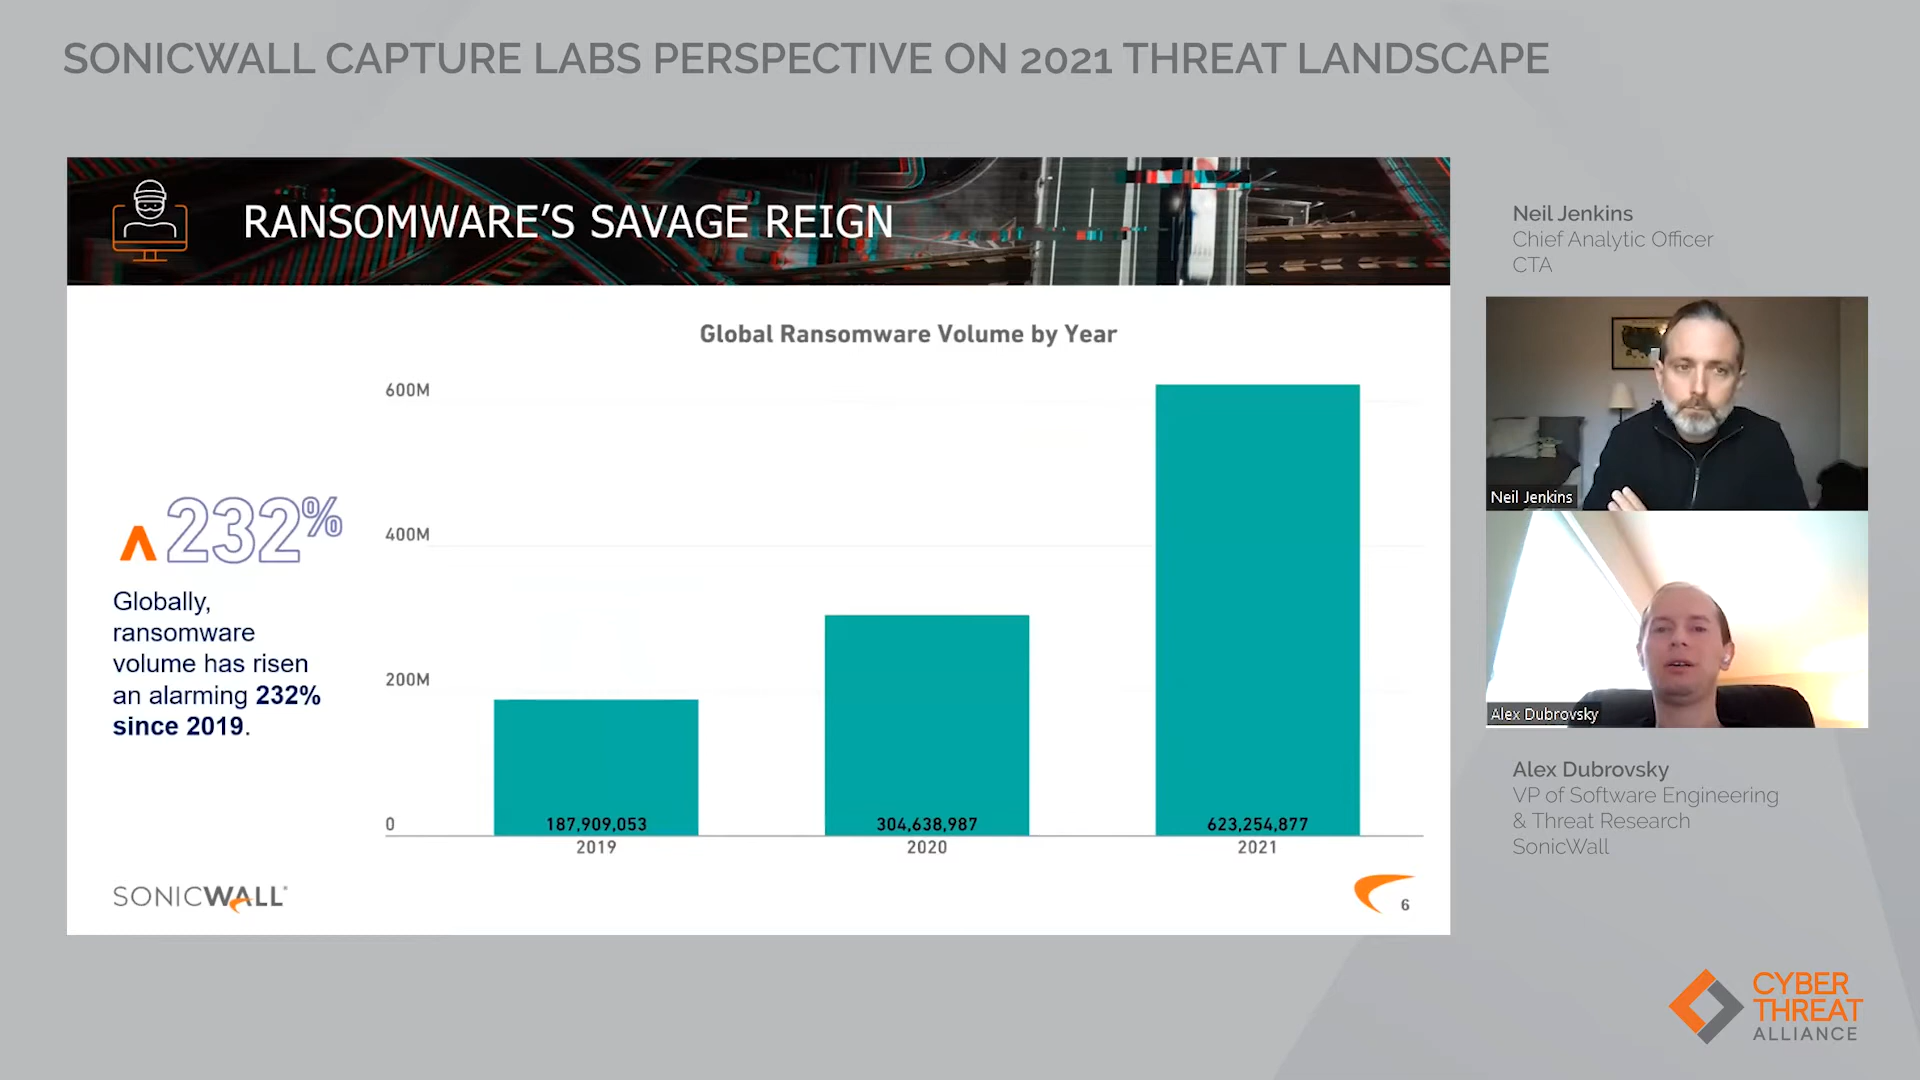 SONICWALL CAPTURE LABS PERSPECTIVE ON 2021 THREAT LANDSCAPE
RANSOMWARE’S SAVAGE REIGN
Global Ransomware Volume by Year
600M
400M
200M
0
187,909,053
304,638,987
623,254,877
2019
2020
2021
232%
Globally,
ransomware
volume has risen
an alarming 232%
since 2019.
SONICWALL®
6
Neil Jenkins
Chief Analytic Officer
CTA
Neil Jenkins
Alex Dubrovsky
Alex Dubrovsky
VP of Software Engineering
& Threat Research
SonicWall
CYBER
THREAT
ALLIANCE